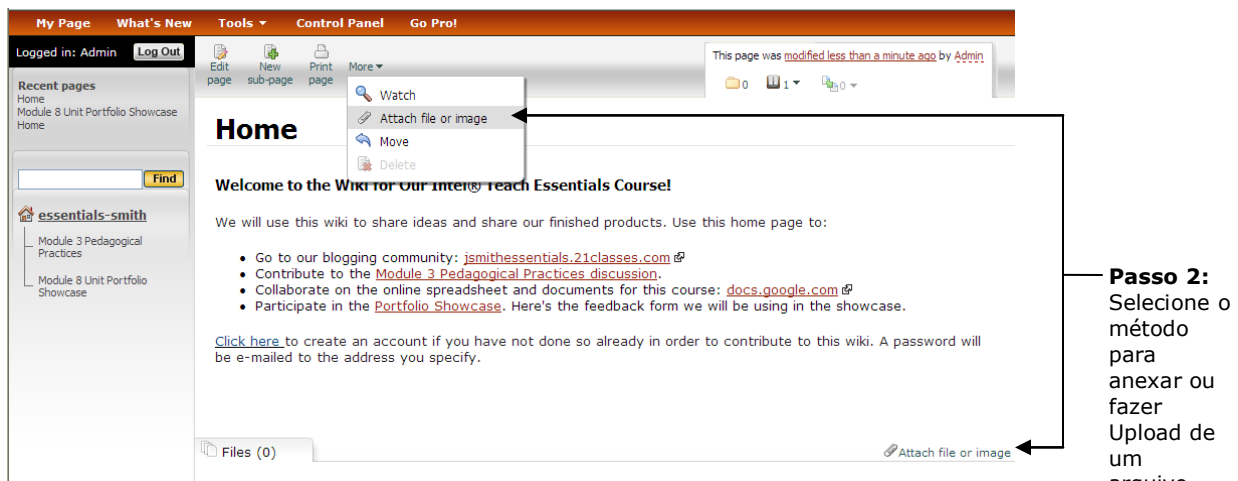 My Page What's New Tools Control Panel Go Pro!
Logged in: Admin Log Out
Recent pages
Home
Module 8 Unit Portfolio Showcase
Home
Find
essentials-smith
Module 3 Pedagogical
Practices
Module 8 Unit Portfolio
Showcase
Edit
page
New
sub-page
Print
page
More
Watch
Attach file or image
Move
Delete
This page was modified less than a minute ago by Admin
0 1 0
Home
Welcome to the Wiki for Our Intel® Teach Essentials Course!
We will use this wiki to share ideas and share our finished products. Use this home page to:
• Go to our blogging community: jsmithessentials.21classes.com
• Contribute to the Module 3 Pedagogical Practices discussion.
• Collaborate on the online spreadsheet and documents for this course: docs.google.com
• Participate in the Portfolio Showcase. Here's the feedback form we will be using in the showcase.
Click here to create an account if you have not done so already in order to contribute to this wiki. A password will
be e-mailed to the address you specify.
Files (0)
Attach file or image
Passo 2:
Selecione o
método
para
anexar ou
fazer
Upload de
um
arquivo